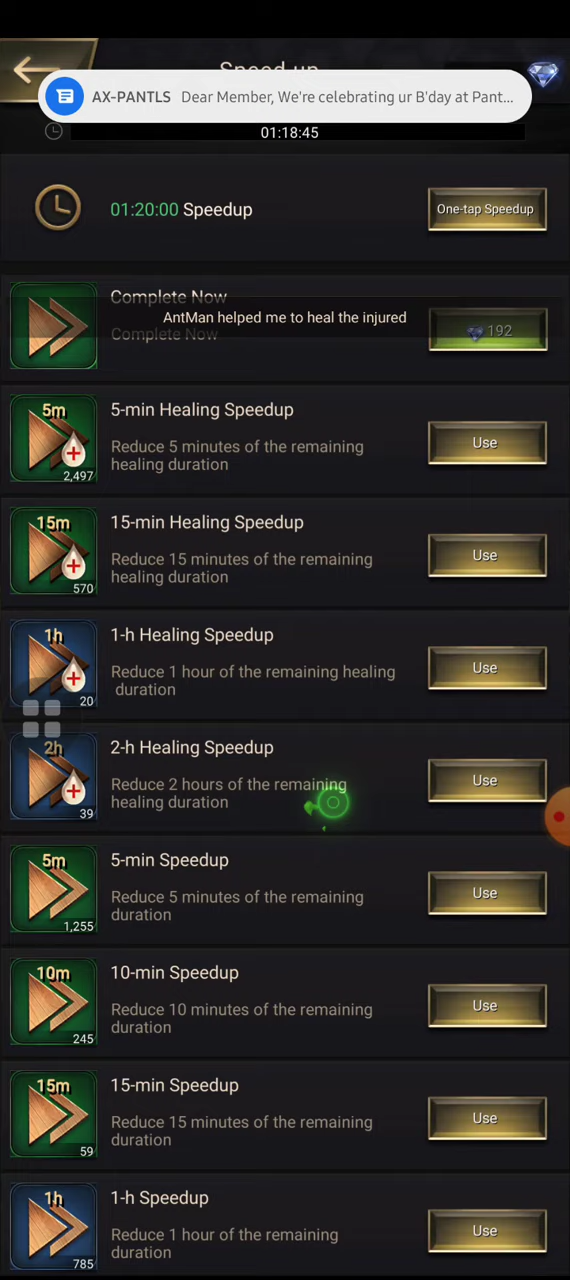 Speed up
AX-PANTLS Dear Member, We're celebrating ur B'day at Pant...
01:18:45
01:20:00 Speedup
One-tap Speedup
Complete Now
AntMan helped me to heal the injured
Complete Now
192
5m
5-min Healing Speedup
Reduce 5 minutes of the remaining
healing duration
2,497
Use
15m
15-min Healing Speedup
Reduce 15 minutes of the remaining
healing duration
570
Use
1h
1-h Healing Speedup
Reduce 1 hour of the remaining healing
duration
20
Use
2h
2-h Healing Speedup
Reduce 2 hours of the remaining
healing duration
39
Use
5m
5-min Speedup
Reduce 5 minutes of the remaining
duration
1,255
Use
10m
10-min Speedup
Reduce 10 minutes of the remaining
duration
245
Use
15m
15-min Speedup
Reduce 15 minutes of the remaining
duration
59
Use
1h
1-h Speedup
Reduce 1 hour of the remaining
duration
785
Use